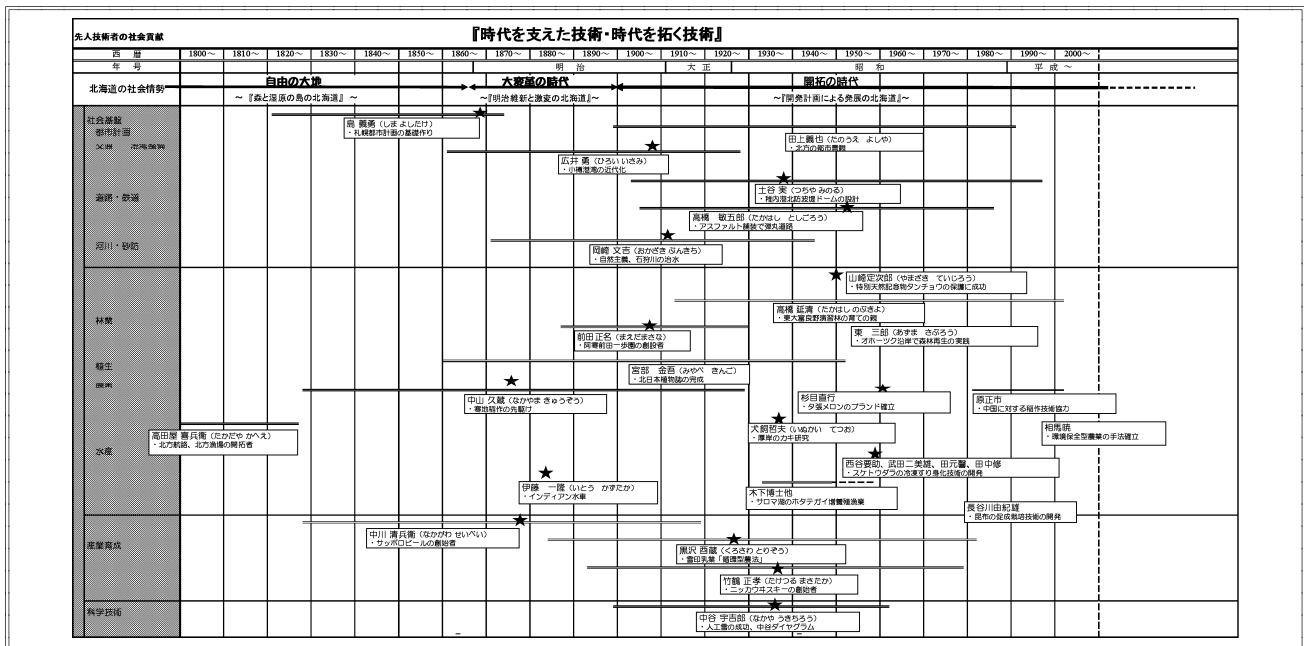 先人技術者の社会貢献
『時代を支えた技術・時代を拓く技術』
西 暦 1800～ 1810～ 1820～ 1830～ 1840～ 1850～ 1860～ 1870～ 1880～ 1890～ 1900～ 1910～ 1920～ 1930～ 1940～ 1950～ 1960～ 1970～ 1980～ 1990～ 2000～
年 号 明 治 大 正 昭 和 平 成 ～
北海道の社会情勢
自由の大地 大変革の時代 開拓の時代
～『森と湿原の島の北海道』～ ～『明治維新と激変の北海道』～ ～『開発計画による発展の北海道』～
社会基盤
都市計画
島 義勇（しま よしたけ）
・札幌都市計画の基礎作り
田上義也（たのうえ よしや）
・北方の都市景観
広井 勇（ひろい いさみ）
・小樽港湾の近代化
道路・鉄道
土谷 実（つちや みのる）
・稚内港北防波堤ドームの設計
高橋 敏五郎（たかはし としごろう）
・アスファルト舗装で弾丸道路
河川・砂防
岡崎 文吉（おかざき ぶんきち）
・自然主義、石狩川の治水
山崎定次郎（やまざき ていじろう）
・特別天然記念物タンチョウの保護に成功
林業
高橋 延清（たかはし のぶきよ）
・東大富良野演習林の育ての親
前田 正名（まえだまさな）
・阿寒前田一歩園の創設者
東 三郎（あずま さぶろう）
・オホーツク沿岸で森林再生の実践
植生
宮部 金吾（みやべ きんご）
・北日本植物誌の完成
農業
中山 久蔵（なかやま きゅうぞう）
・寒地稲作の先駆け
杉目直行
・夕張メロンのブランド確立
原正市
・中国に対する稲作技術協力
高田屋 喜兵衛（たかだや かへえ）
・北方航路、北方漁場の開拓者
犬飼哲夫（いぬかい てつお）
・厚岸のカキ研究
相馬暁
・環境保全型農業の手法確立
水産
西谷要助、武田二美雄、田元馨、田中修
・スケトウダラの冷凍すり身化技術の開発
伊藤 一隆（いとう かずたか）
・インディアン水車
木下博士他
・サロマ湖のホタテガイ増養殖漁業
長谷川由紀雄
・昆布の促成栽培技術の開発
産業育成
中川 清兵衛（なかがわ せいべい）
・サッポロビールの創始者
黒沢 酉蔵（くろさわ とりぞう）
・雪印乳業「循環型農法」
竹鶴 正孝（たけつる まさたか）
・ニッカウヰスキーの創始者
科学技術
中谷 宇吉郎（なかや うきちろう）
・人工雪の成功、中谷ダイヤグラム